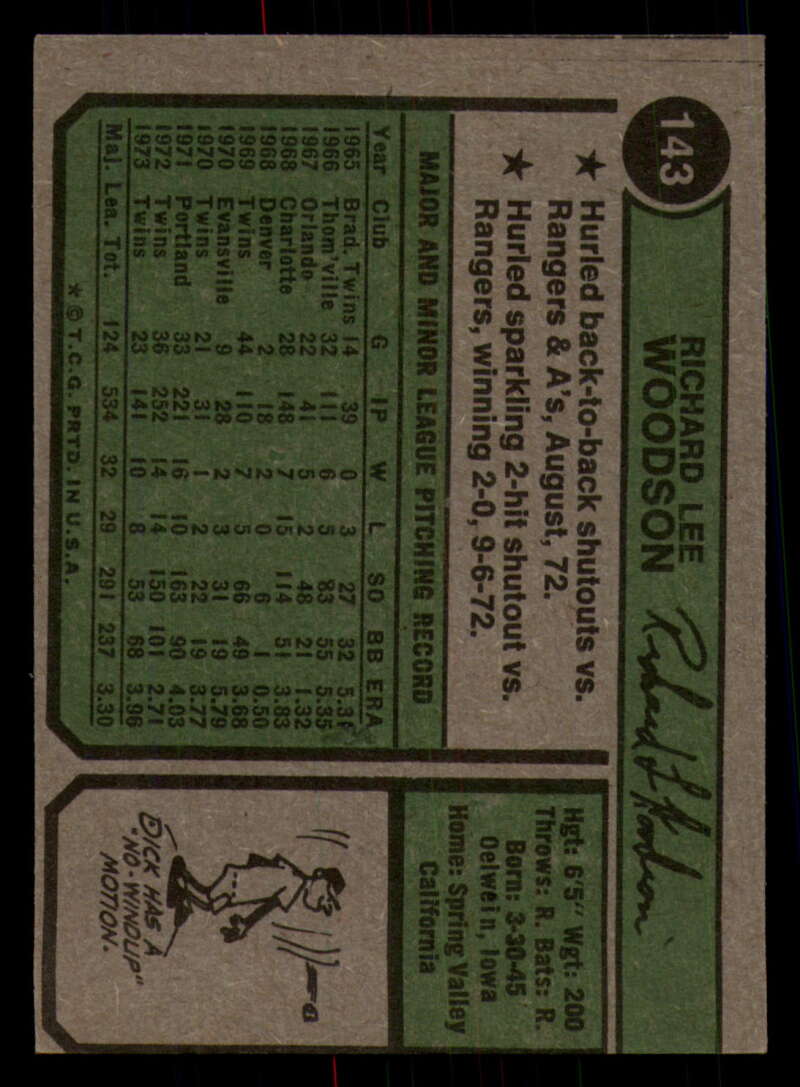 143
RICHARD LEE
WOODSON
Richard L Woodson
★ Hurled back-to-back shutouts vs.
Rangers & A's, August, 72.
★ Hurled sparkling 2-hit shutout vs.
Rangers, winning 2-0, 9-6-72.
MAJOR AND MINOR LEAGUE PITCHING RECORD
Year Club G IP W L SO BB ERA
1965 Brad. Twins 14 39 0 3 27 32 5.31
1966 Thom'ville 32 111 6 5 83 55 5.35
1967 Orlando 22 41 5 2 48 21 1.32
1968 Charlotte 28 148 7 15 114 51 3.83
1968 Denver 2 18 2 0 6 1 0.50
1969 Twins 44 110 7 5 66 49 3.68
1970 Evansville 9 28 2 3 31 19 5.79
1970 Twins 21 31 1 2 22 19 3.77
1971 Portland 33 221 16 10 163 90 4.03
1972 Twins 36 252 14 14 150 101 2.71
1973 Twins 23 141 10 8 53 68 3.96
Maj. Lea. Tot. 124 534 32 29 291 237 3.30
* © T.C.G. PRTD. IN U.S.A.
Hgt: 6'5" Wgt: 200
Throws: R. Bats: R.
Born: 3-30-45
Oelwein, Iowa
Home: Spring Valley
California
DICK HAS A
"NO-WINDUP"
MOTION.